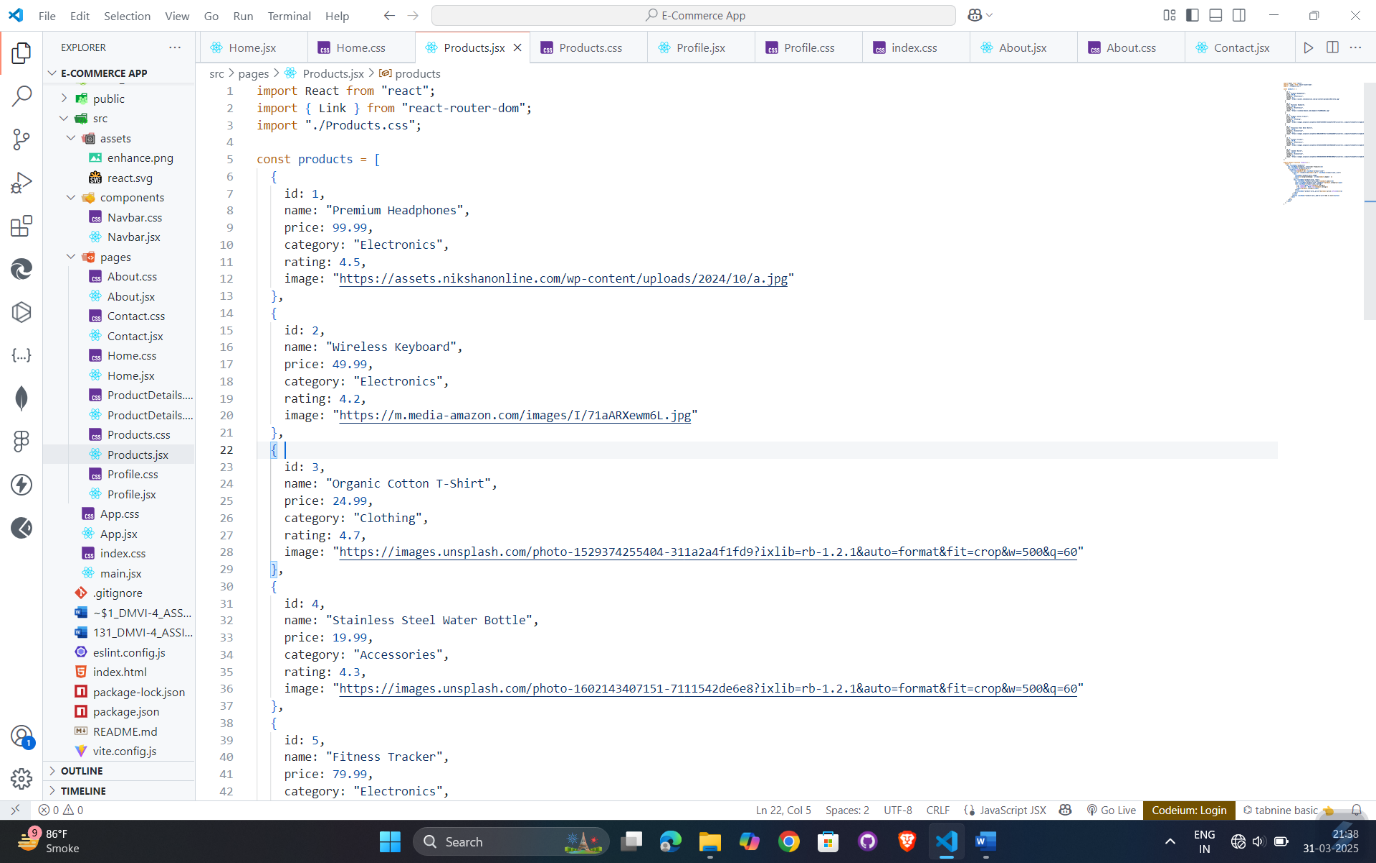 File Edit Selection View Go Run Terminal Help
E-Commerce App
EXPLORER
E-COMMERCE APP
public
src
assets
enhance.png
react.svg
components
Navbar.css
Navbar.jsx
pages
About.css
About.jsx
Contact.css
Contact.jsx
Home.css
Home.jsx
ProductDetails....
ProductDetails....
Products.css
Products.jsx
Profile.css
Profile.jsx
App.css
App.jsx
index.css
main.jsx
.gitignore
~$1_DMVI-4_ASS...
131_DMVI-4_ASSI...
eslint.config.js
index.html
package-lock.json
package.json
README.md
vite.config.js
OUTLINE
TIMELINE
Home.jsx Home.css Products.jsx Products.css Profile.jsx Profile.css index.css About.jsx About.css Contact.jsx
src > pages > Products.jsx > products
1 import React from "react";
2 import { Link } from "react-router-dom";
3 import "./Products.css";
4
5 const products = [
6 {
7 id: 1,
8 name: "Premium Headphones",
9 price: 99.99,
10 category: "Electronics",
11 rating: 4.5,
12 image: "https://assets.nikshanonline.com/wp-content/uploads/2024/10/a.jpg"
13 },
14 {
15 id: 2,
16 name: "Wireless Keyboard",
17 price: 49.99,
18 category: "Electronics",
19 rating: 4.2,
20 image: "https://m.media-amazon.com/images/I/71aARXewm6L.jpg"
21 },
22 {
23 id: 3,
24 name: "Organic Cotton T-Shirt",
25 price: 24.99,
26 category: "Clothing",
27 rating: 4.7,
28 image: "https://images.unsplash.com/photo-1529374255404-311a2a4f1fd9?ixlib=rb-1.2.1&auto=format&fit=crop&w=500&q=60"
29 },
30 {
31 id: 4,
32 name: "Stainless Steel Water Bottle",
33 price: 19.99,
34 category: "Accessories",
35 rating: 4.3,
36 image: "https://images.unsplash.com/photo-1602143407151-7111542de6e8?ixlib=rb-1.2.1&auto=format&fit=crop&w=500&q=60"
37 },
38 {
39 id: 5,
40 name: "Fitness Tracker",
41 price: 79.99,
42 category: "Electronics",
1
0 0 Ln 22, Col 5 Spaces: 2 UTF-8 CRLF JavaScript JSX Go Live Codeium: Login tabnine basic
9 86°F
Smoke
Search
ENG
IN
21:38
31-03-2025